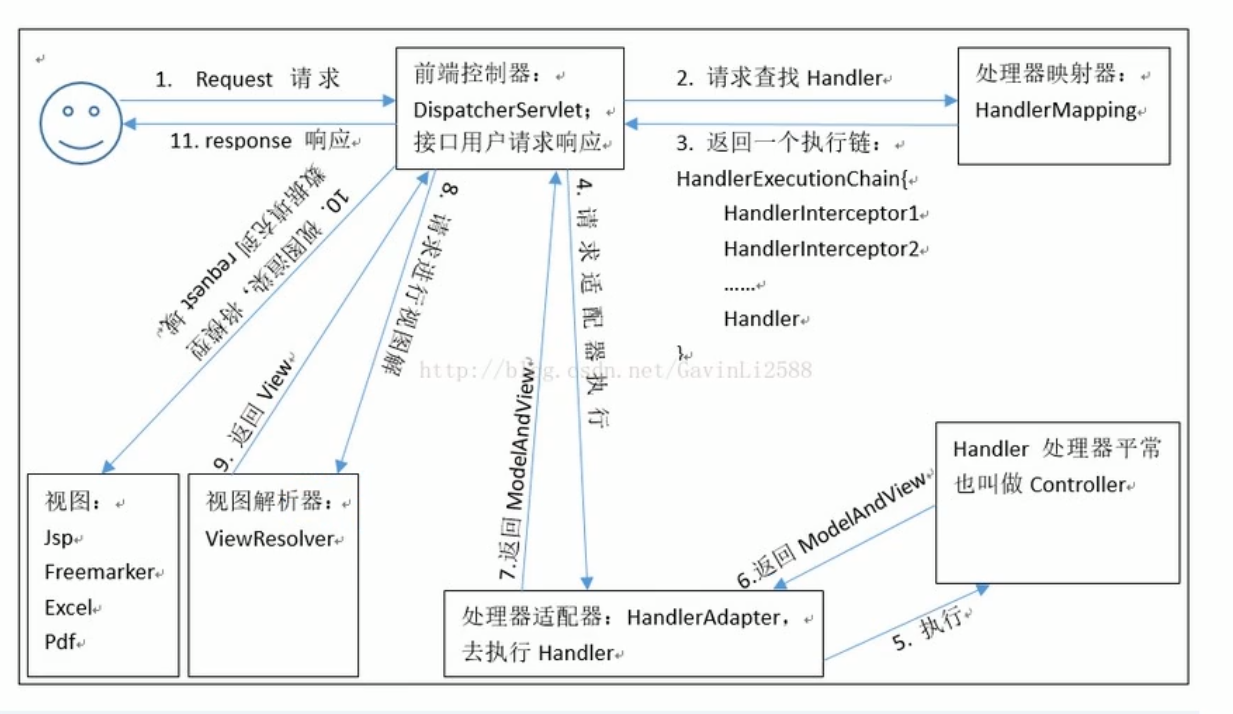 1. Request 请求
11. response 响应
前端控制器：
DispatcherServlet；
接口用户请求响应
2. 请求查找 Handler
3. 返回一个执行链：
HandlerExecutionChain{
HandlerInterceptor1
HandlerInterceptor2
……
Handler
}
处理器映射器：
HandlerMapping
10. 视图渲染，将模型
数据填充到 request 域。
9. 返回 View
8. 请求进行视图解
7.返回 ModelAndView
4. 请求适配器执行
http://blog.csdn.net/GavinLi2588
视图：
Jsp
Freemarker
Excel
Pdf
视图解析器：
ViewResolver
处理器适配器：HandlerAdapter，
去执行 Handler
6.返回 ModelAndView
5. 执行
Handler 处理器平常
也叫做 Controller